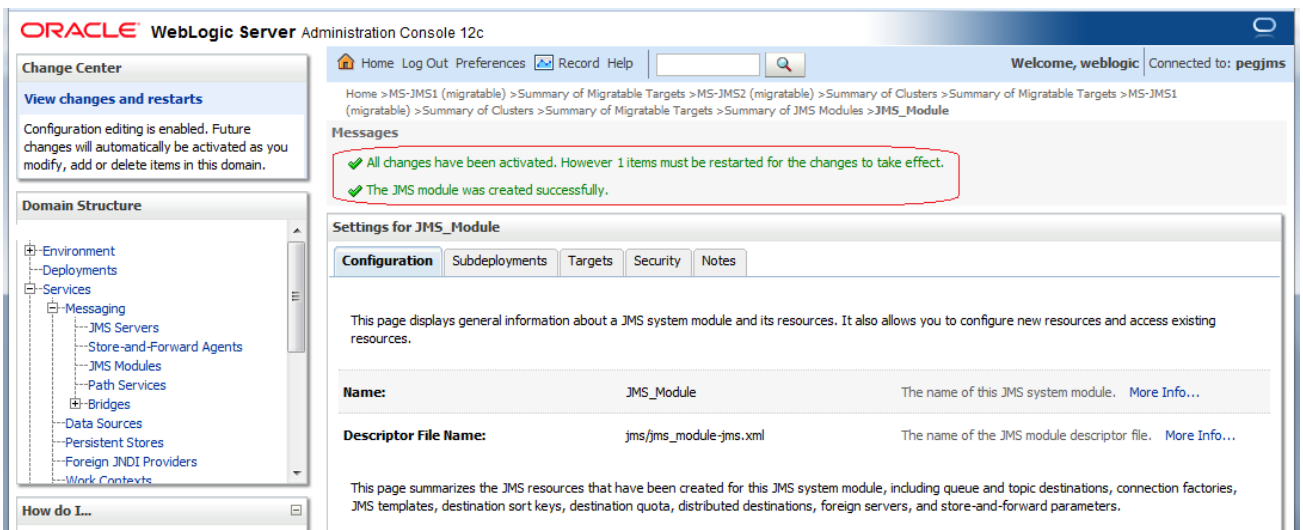 ORACLE WebLogic Server Administration Console 12c
Change Center
View changes and restarts
Configuration editing is enabled. Future
changes will automatically be activated as you
modify, add or delete items in this domain.
Domain Structure
Environment
Deployments
Services
Messaging
JMS Servers
Store-and-Forward Agents
JMS Modules
Path Services
Bridges
Data Sources
Persistent Stores
Foreign JNDI Providers
Work Contexts
How do I...
Home Log Out Preferences Record Help
Welcome, weblogic Connected to: pegjms
Home >MS-JMS1 (migratable) >Summary of Migratable Targets >MS-JMS2 (migratable) >Summary of Clusters >Summary of Migratable Targets >MS-JMS1
(migratable) >Summary of Clusters >Summary of Migratable Targets >Summary of JMS Modules >JMS_Module
Messages
All changes have been activated. However 1 items must be restarted for the changes to take effect.
The JMS module was created successfully.
Settings for JMS_Module
Configuration Subdeployments Targets Security Notes
This page displays general information about a JMS system module and its resources. It also allows you to configure new resources and access existing
resources.
Name: JMS_Module The name of this JMS system module. More Info...
Descriptor File Name: jms/jms_module-jms.xml The name of the JMS module descriptor file. More Info...
This page summarizes the JMS resources that have been created for this JMS system module, including queue and topic destinations, connection factories,
JMS templates, destination sort keys, destination quota, distributed destinations, foreign servers, and store-and-forward parameters.